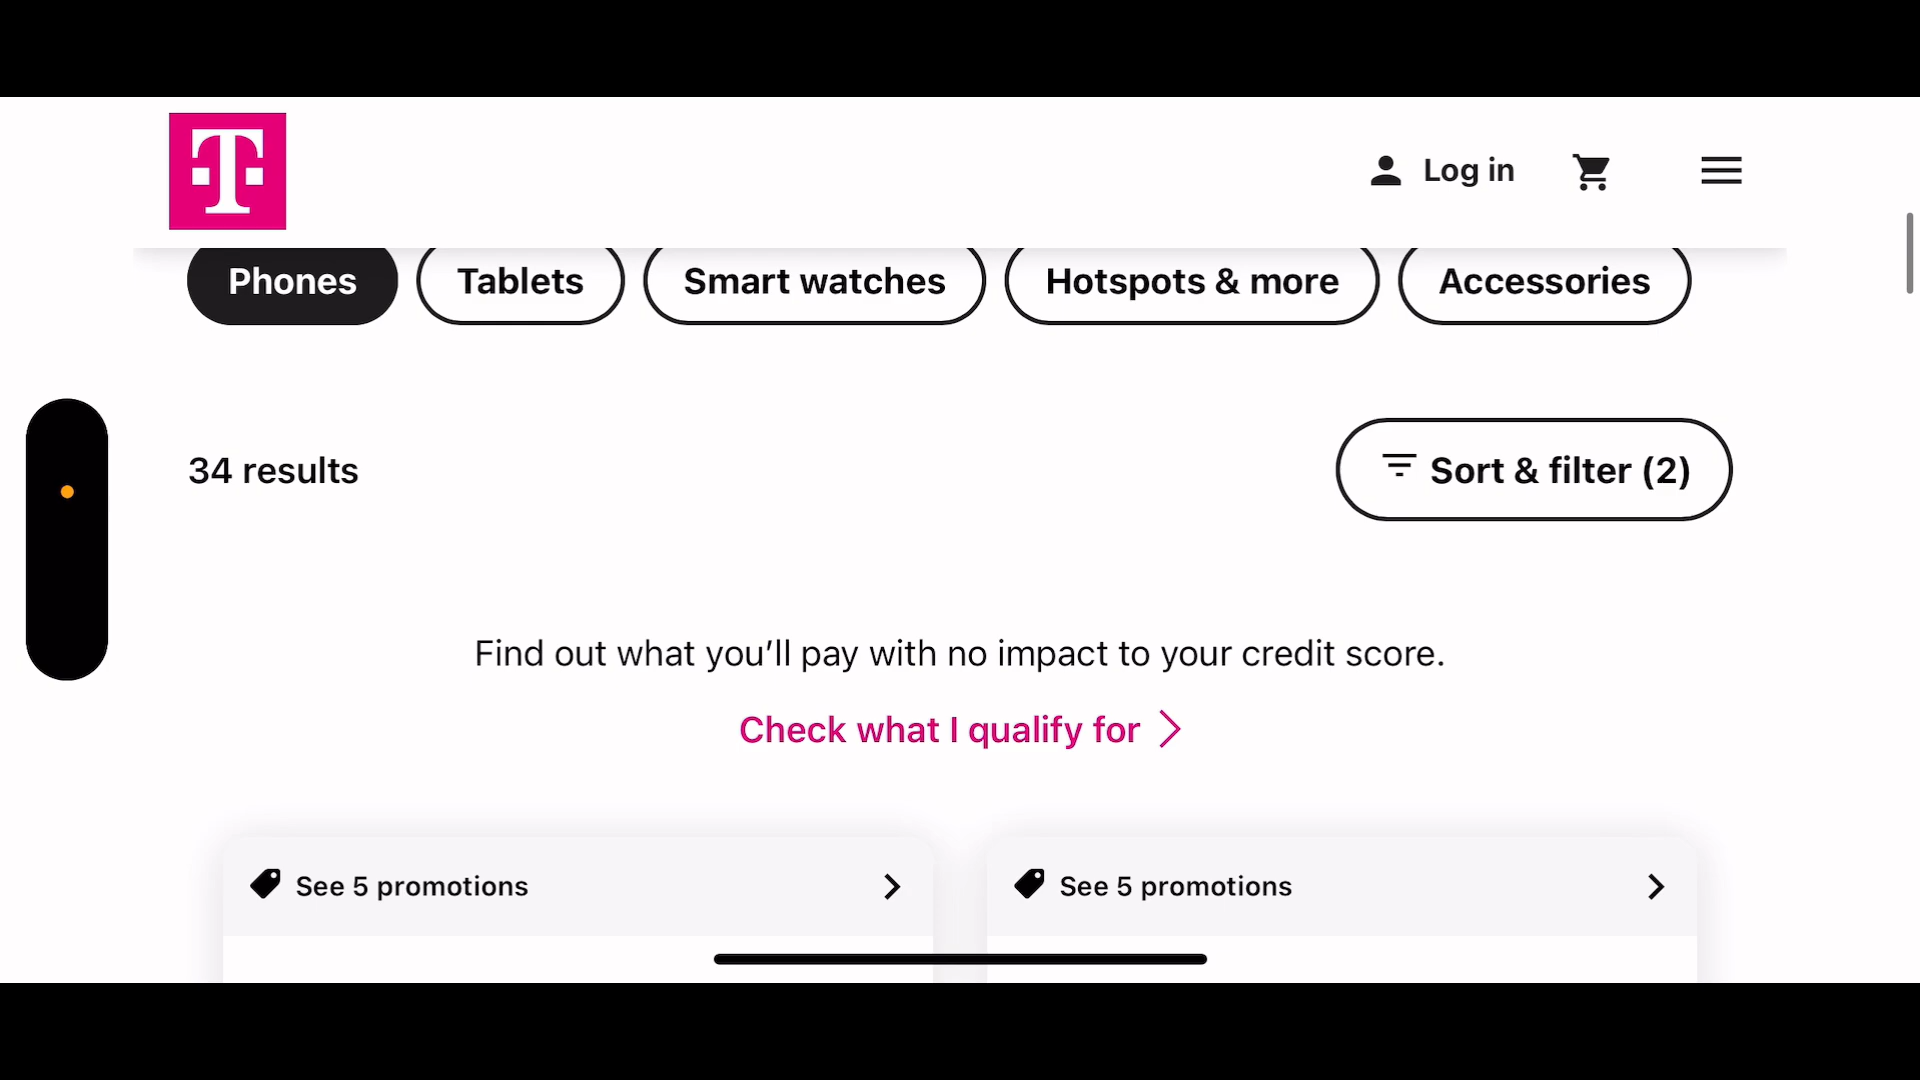 T
Log in
Phones
Tablets
Smart watches
Hotspots & more
Accessories
34 results
Sort & filter (2)
Find out what you’ll pay with no impact to your credit score.
Check what I qualify for
See 5 promotions
See 5 promotions